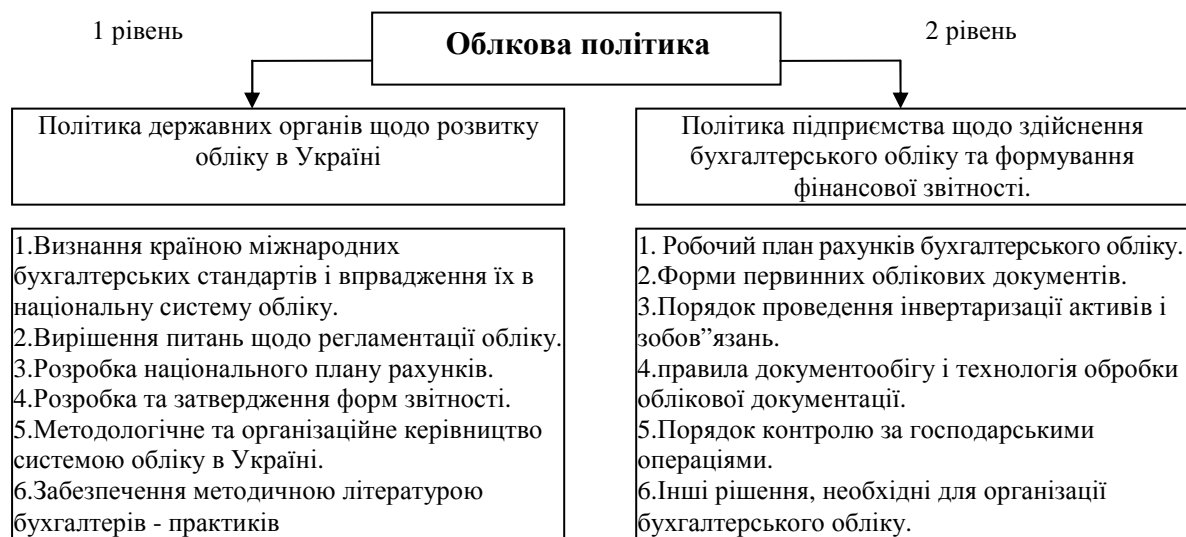 1 рівень
Облкова політика
2 рівень
Політика державних органів щодо розвитку
обліку в Україні
Політика підприємства щодо здійснення
бухгалтерського обліку та формування
фінансової звітності.
1.Визнання країною міжнародних
бухгалтерських стандартів і впрвадження їх в
національну систему обліку.
2.Вирішення питань щодо регламентації обліку.
3.Розробка національного плану рахунків.
4.Розробка та затвердження форм звітності.
5.Методологічне та організаційне керівництво
системою обліку в Україні.
6.Забезпечення методичною літературою
бухгалтерів - практиків
1. Робочий план рахунків бухгалтерського обліку.
2.Форми первинних облікових документів.
3.Порядок проведення інвертаризації активів і
зобов”язань.
4.правила документообігу і технологія обробки
облікової документації.
5.Порядок контролю за господарськими
операціями.
6.Інші рішення, необхідні для організації
бухгалтерського обліку.